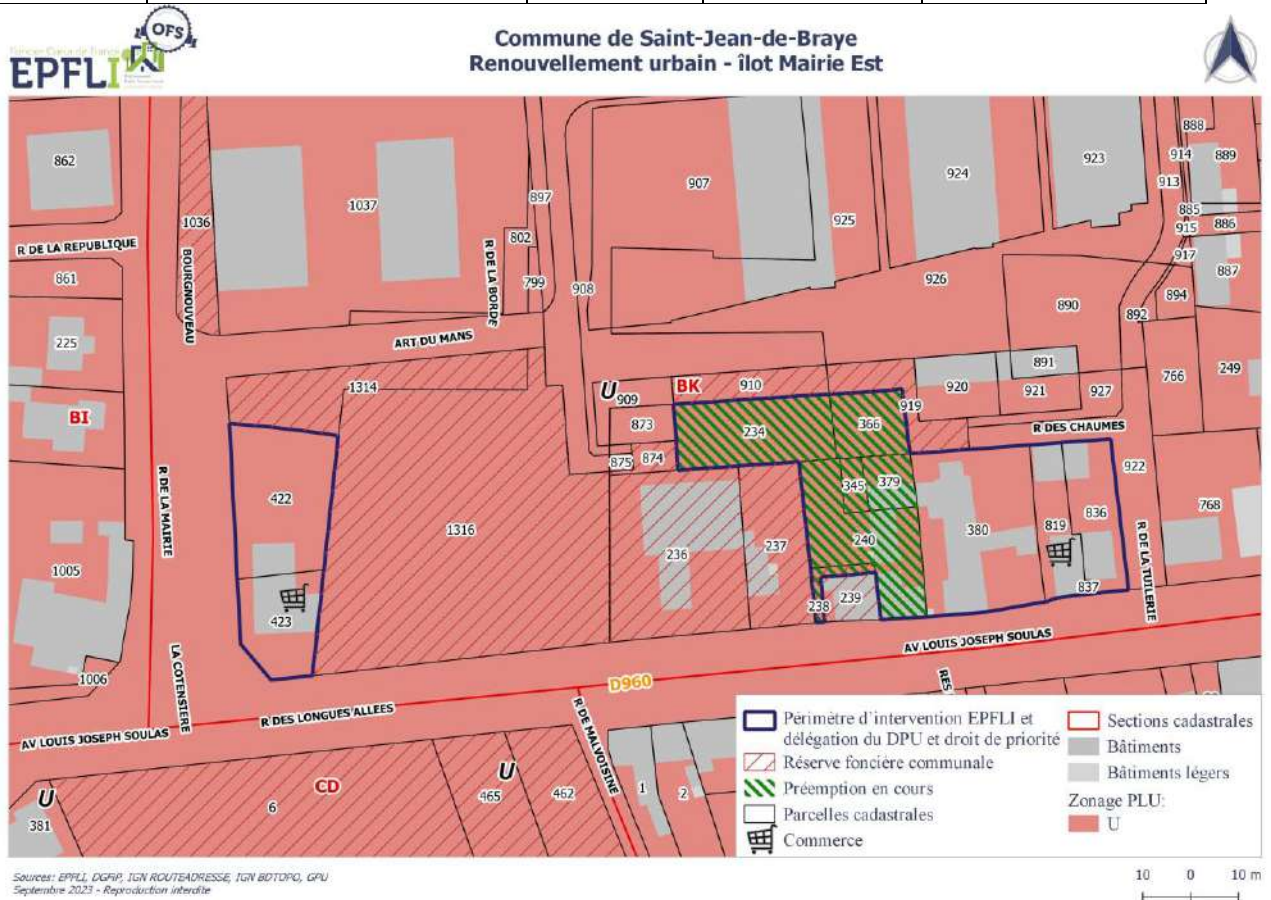 OFS
Foncier Coeur de France
EPFLI
Commune de Saint-Jean-de-Braye
Renouvellement urbain - îlot Mairie Est
862
1036
1037
897
802
799
907
925
924
923
888
914
889
913
885
915
886
917
887
R DE LA REPUBLIQUE
BOURGNOUVEAU
R DE LA BORDE
861
908
926
890
894
892
225
ART DU MANS
891
766
249
1314
U
909
BK
910
920
921
927
919
BI
873
234
366
R DES CHAUMES
875
874
922
R DE LA MAIRIE
422
345
379
1316
380
819
836
768
236
237
240
1005
239
238
837
R DE LA TUILERIE
423
LA COTENSIERE
AV LOUIS JOSEPH SOULAS
1006
D960
RES
R DES LONGUES ALLEES
AV LOUIS JOSEPH SOULAS
R DE MALVOISINE
U
CD
U
6
465
462
1
2
381
Périmètre d'intervention EPFLI et
délégation du DPU et droit de priorité
Réserve foncière communale
Préemption en cours
Parcelles cadastrales
Commerce
Sections cadastrales
Bâtiments
Bâtiments légers
Zonage PLU:
U
Sources: EPFLI, DGFiP, IGN ROUTEADRESSE, IGN BDTOPO, GPU
Septembre 2023 - Reproduction interdite
10 0 10 m